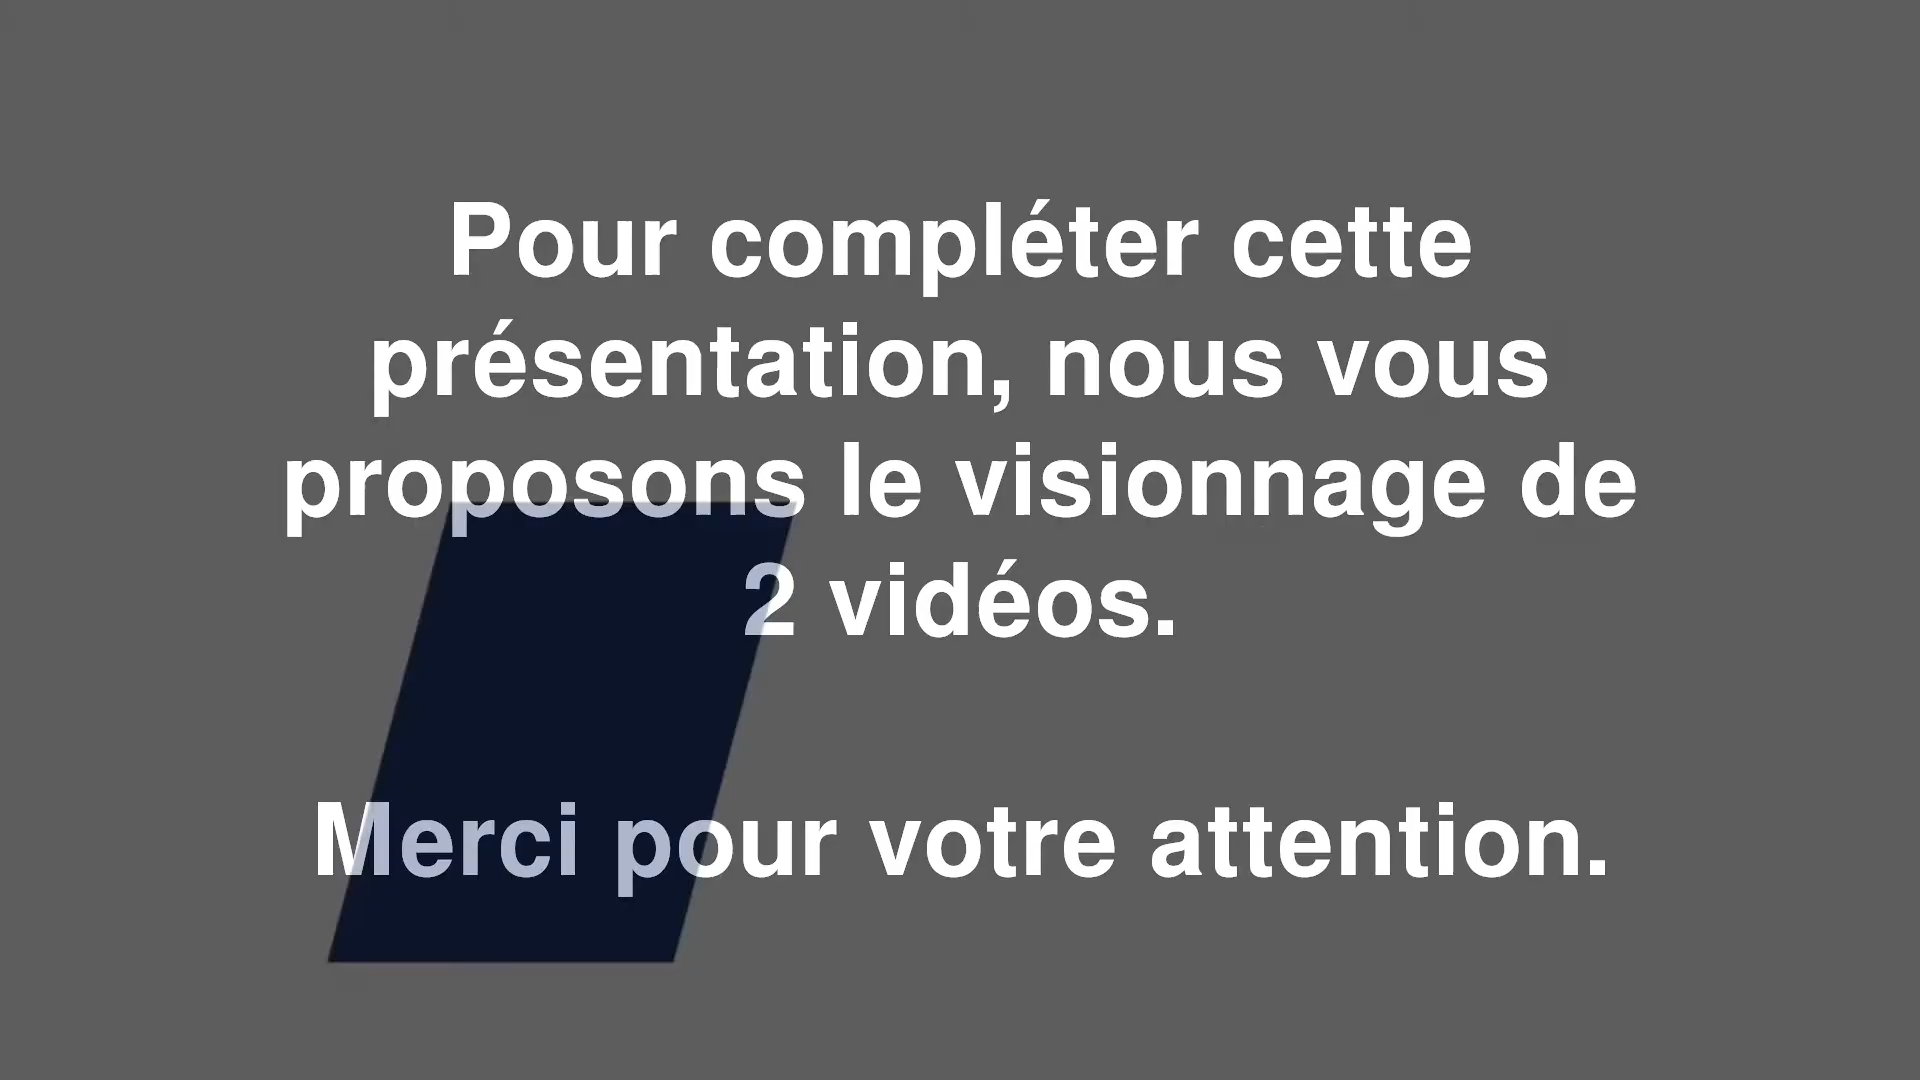 Pour compléter cette
présentation, nous vous
proposons le visionnage de
2 vidéos.
Merci pour votre attention.